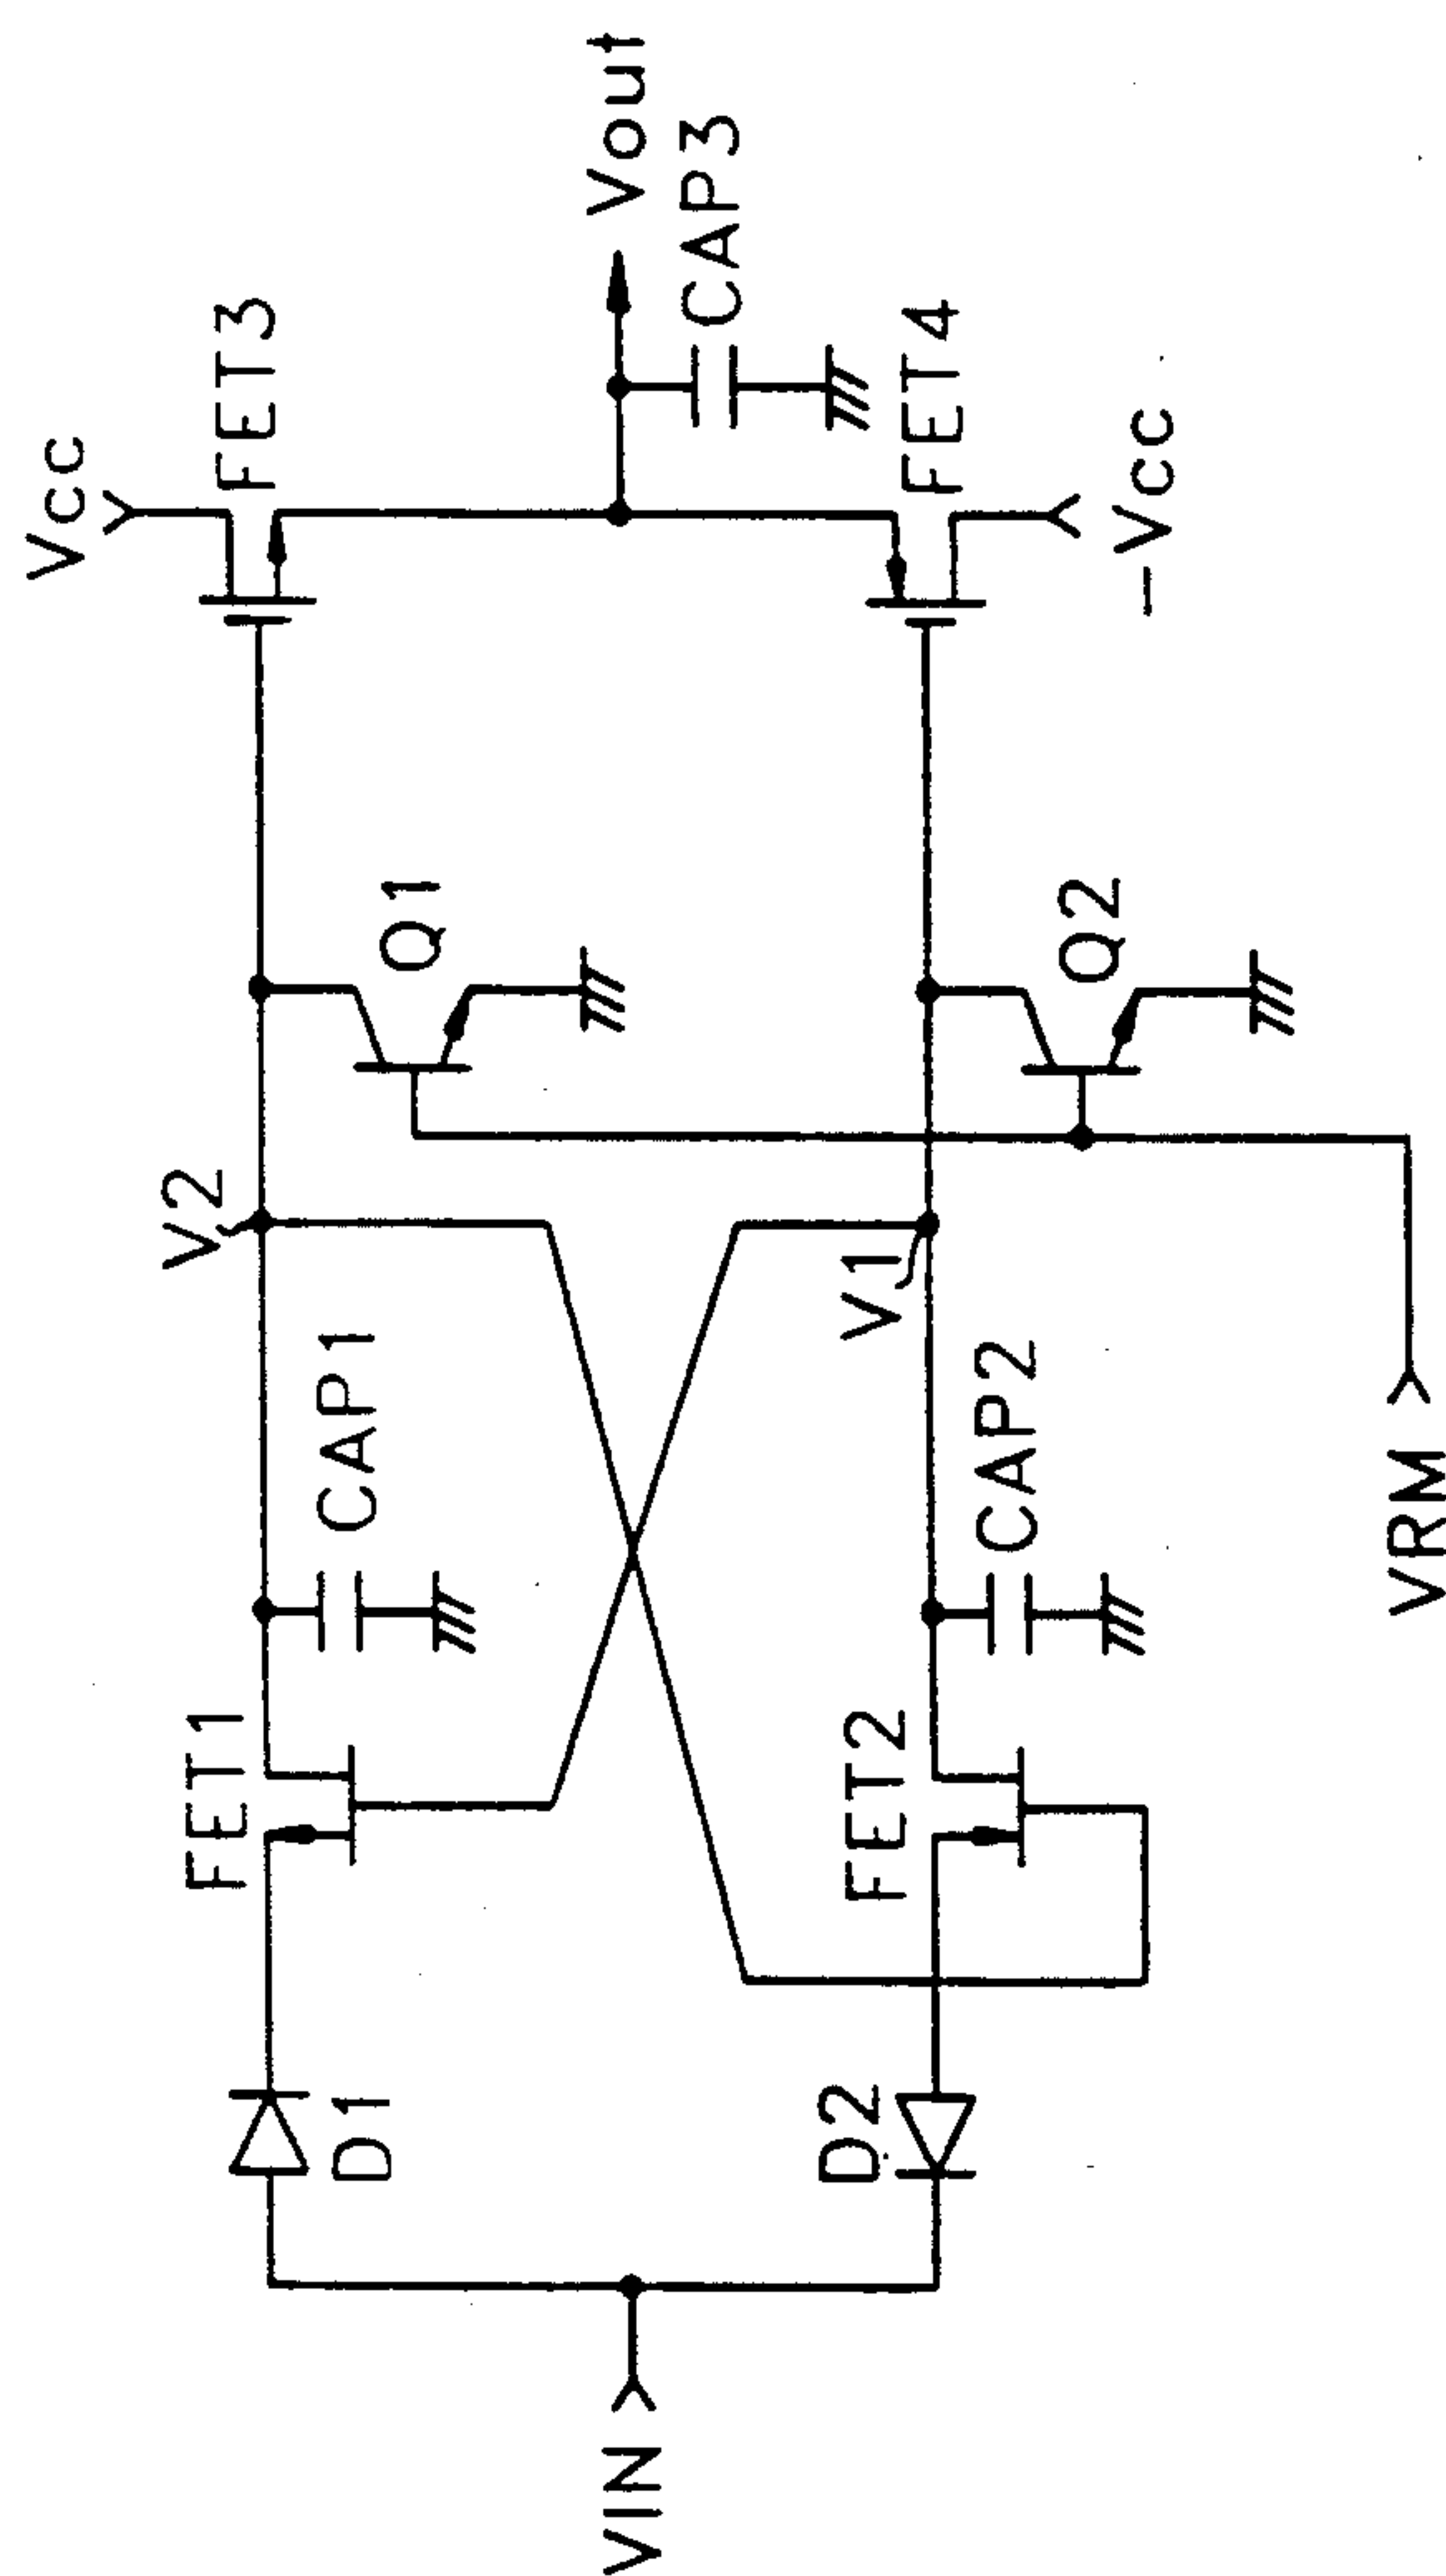 Vcc
FET3
Vout
CAP3
FET4
-Vcc
Q1
Q2
V2
V1
CAP1
CAP2
FET1
FET2
D1
D2
VIN
VRM